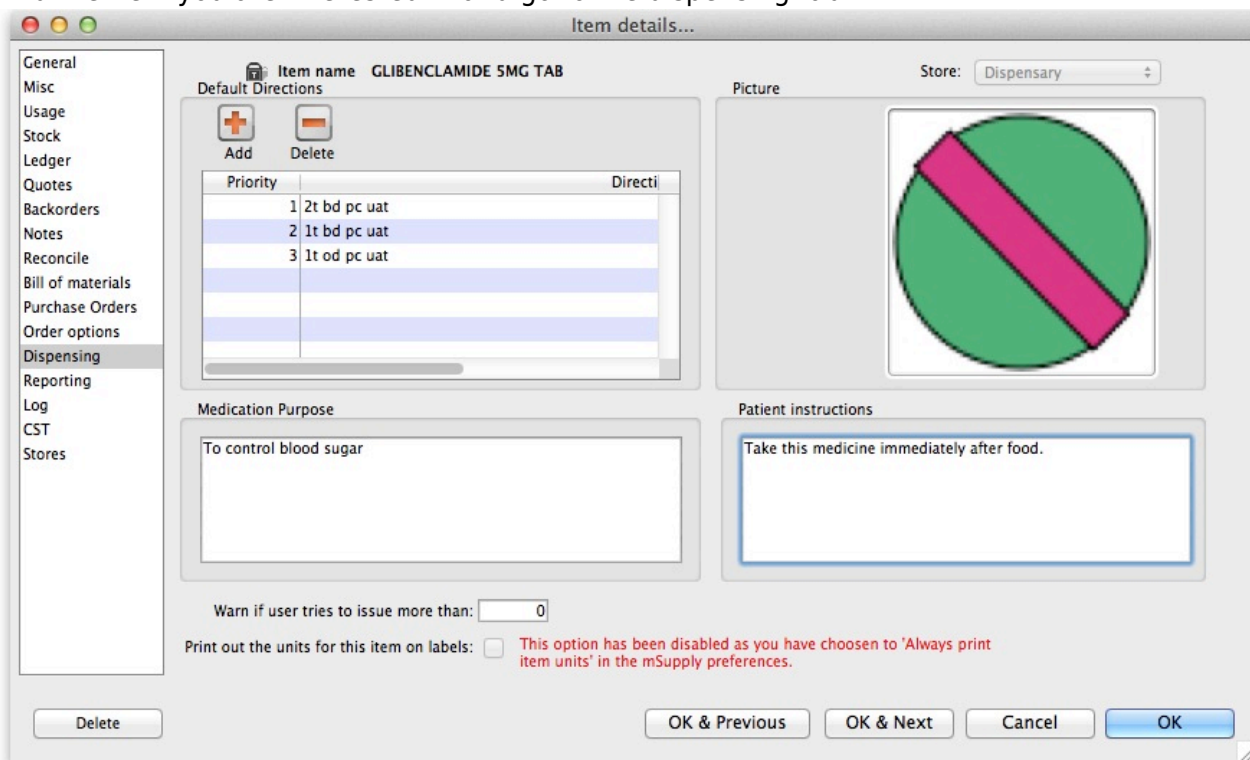 Item details...
General
Misc
Usage
Stock
Ledger
Quotes
Backorders
Notes
Reconcile
Bill of materials
Purchase Orders
Order options
Dispensing
Reporting
Log
CST
Stores
Item name GLIBENCLAMIDE 5MG TAB
Store: Dispensary
Default Directions
Add Delete
Priority Directi
1 2t bd pc uat
2 1t bd pc uat
3 1t od pc uat
Picture
Medication Purpose
To control blood sugar
Patient instructions
Take this medicine immediately after food.
Warn if user tries to issue more than: 0
Print out the units for this item on labels:
This option has been disabled as you have choosen to 'Always print
item units' in the mSupply preferences.
Delete
OK & Previous
OK & Next
Cancel
OK